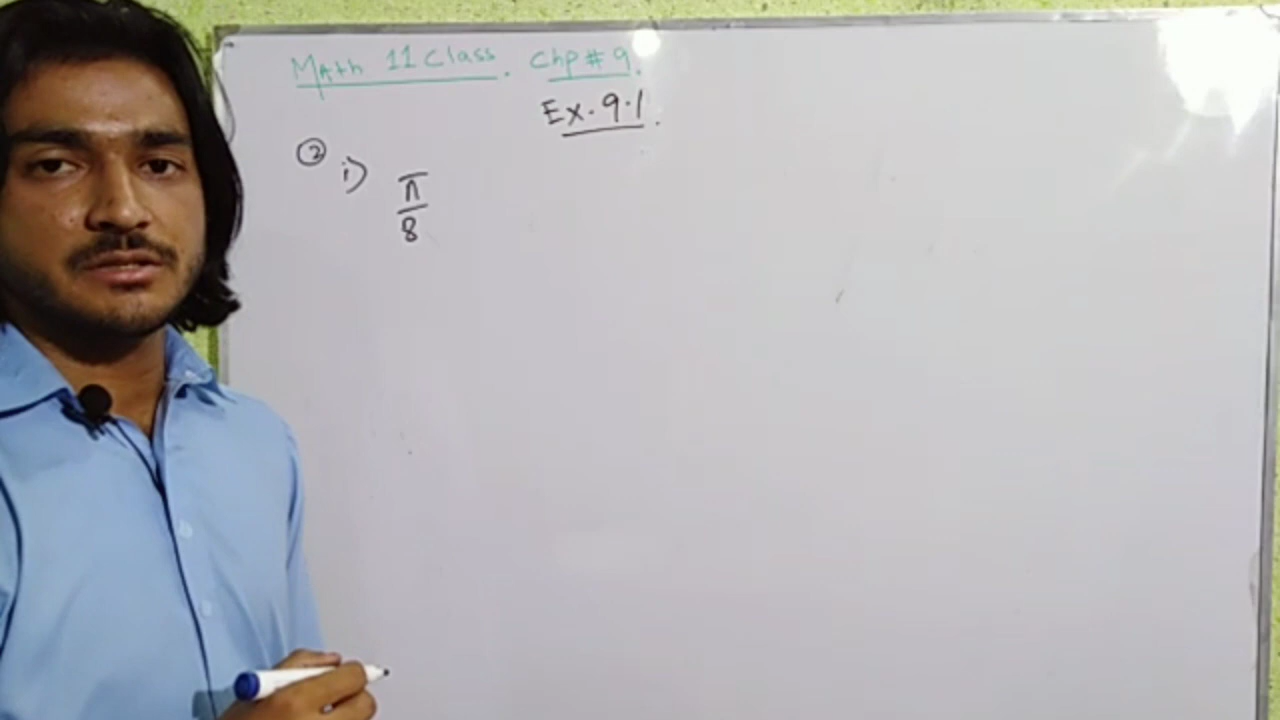 Math 11 Class. Chp # 9.
Ex. 9.1.
② i) π/8